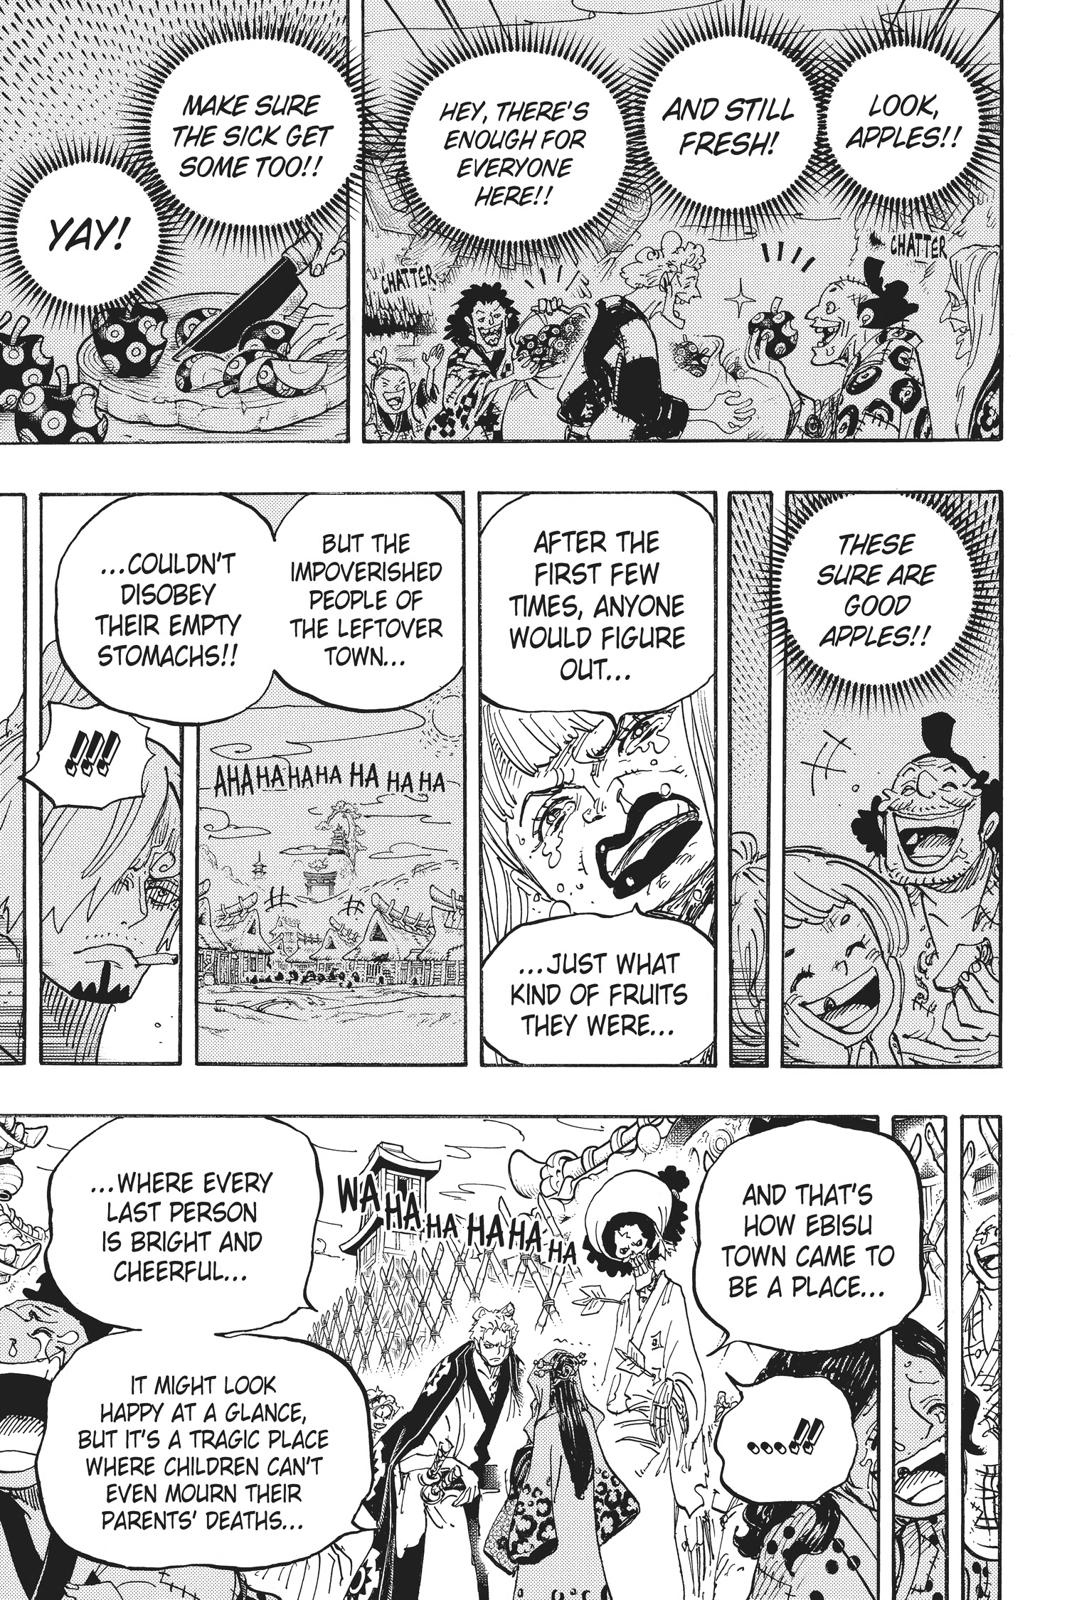 LOOK,
APPLES!!
AND STILL
FRESH!
HEY, THERE'S
ENOUGH FOR
EVERYONE
HERE!!
CHATTER
CHATTER
MAKE SURE
THE SICK GET
SOME TOO!!
YAY!
THESE
SURE ARE
GOOD
APPLES!!
AFTER THE
FIRST FEW
TIMES, ANYONE
WOULD FIGURE
OUT...
...JUST WHAT
KIND OF FRUITS
THEY WERE...
BUT THE
IMPOVERISHED
PEOPLE OF
THE LEFTOVER
TOWN...
AHA HA HA HA HA HA HA
...COULDN'T
DISOBEY
THEIR EMPTY
STOMACHS!!
!!!!
AND THAT'S
HOW EBISU
TOWN CAME TO
BE A PLACE...
....!!
WA HA HA HA HA HA
...WHERE EVERY
LAST PERSON
IS BRIGHT AND
CHEERFUL...
IT MIGHT LOOK
HAPPY AT A GLANCE,
BUT IT'S A TRAGIC PLACE
WHERE CHILDREN CAN'T
EVEN MOURN THEIR
PARENTS' DEATHS...